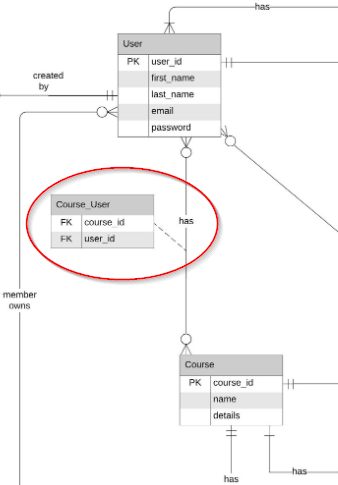 has
User
PK user_id
first_name
last_name
email
password
created
by
Course_User
FK course_id
FK user_id
has
member
owns
Course
PK course_id
name
details
has
has